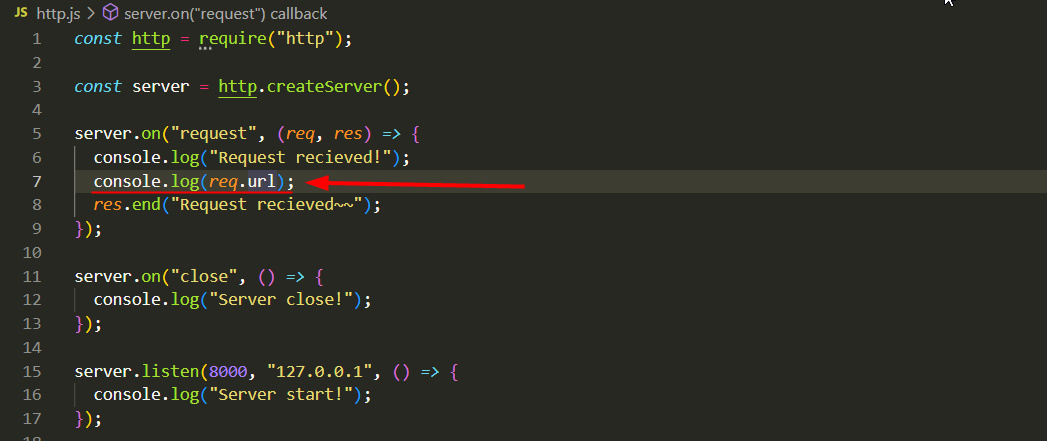 JS http.js > server.on("request") callback
1 const http = require("http");
2
3 const server = http.createServer();
4
5 server.on("request", (req, res) => {
6 console.log("Request recieved!");
7 console.log(req.url);
8 res.end("Request recieved~~");
9 });
10
11 server.on("close", () => {
12 console.log("Server close!");
13 });
14
15 server.listen(8000, "127.0.0.1", () => {
16 console.log("Server start!");
17 });
18